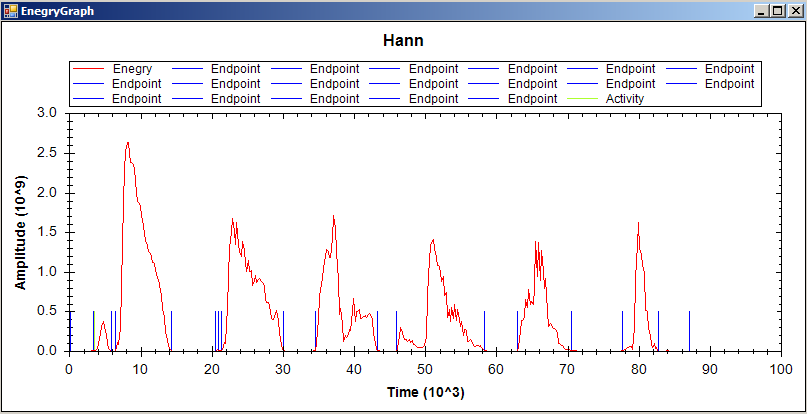 EnegryGraph
Hann
Enegry Endpoint Endpoint Endpoint Endpoint Endpoint Endpoint
Endpoint Endpoint Endpoint Endpoint Endpoint Endpoint Endpoint
Endpoint Endpoint Endpoint Endpoint Endpoint Activity
3.0
2.5
2.0
1.5
1.0
0.5
0.0
Amplitude (10^9)
0 10 20 30 40 50 60 70 80 90 100
Time (10^3)